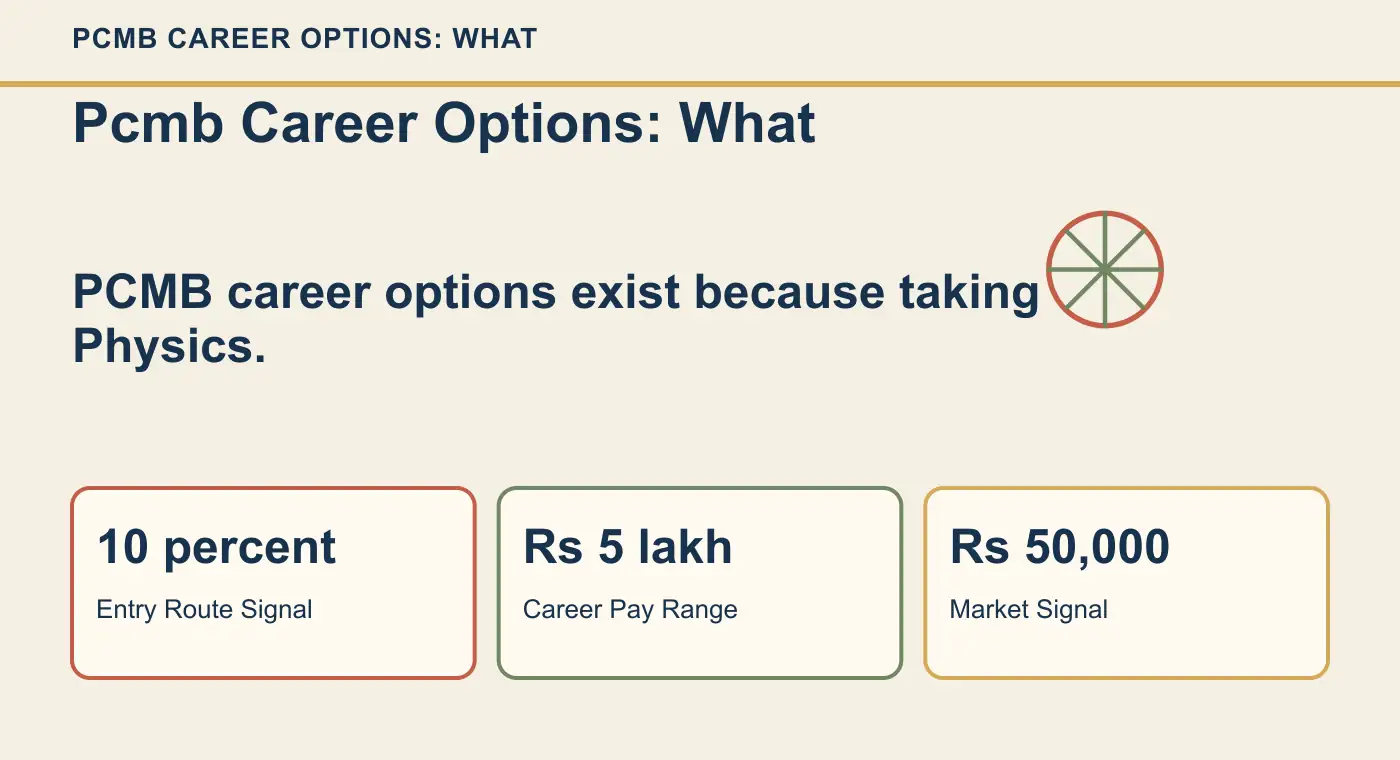 PCMB CAREER OPTIONS: WHAT
Pcmb Career Options: What
PCMB career options exist because taking
Physics.
10 percent
Entry Route Signal
Rs 5 lakh
Career Pay Range
Rs 50,000
Market Signal